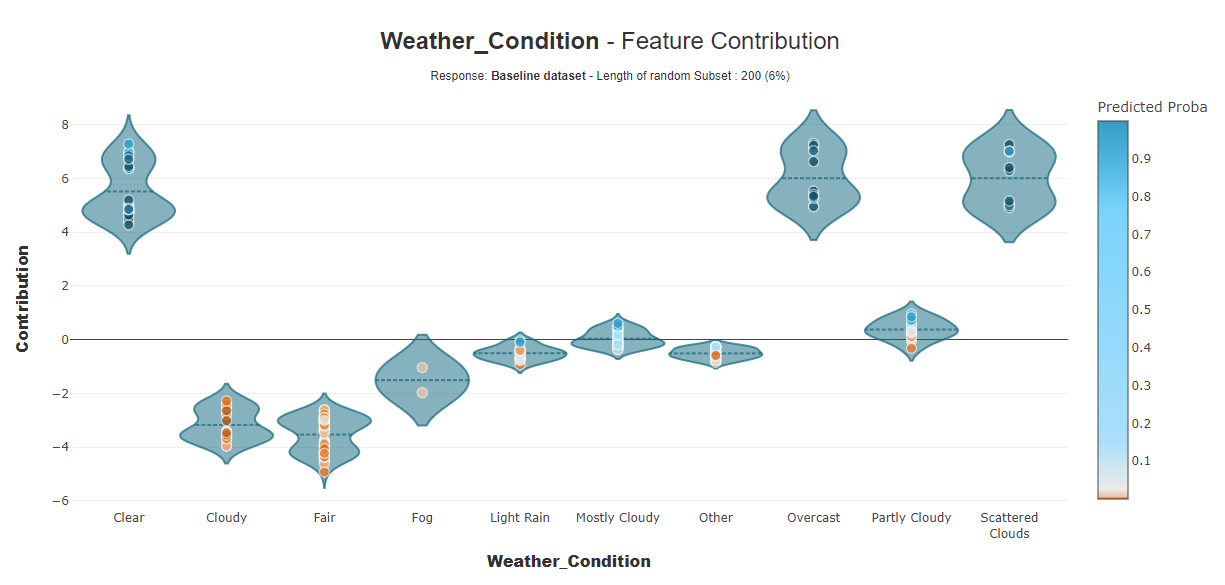 Weather_Condition - Feature Contribution
Response: Baseline dataset - Length of random Subset : 200 (6%)
Predicted Proba
8
6
4
2
0
−2
−4
−6
Contribution
0.9
0.8
0.7
0.6
0.5
0.4
0.3
0.2
0.1
Clear
Cloudy
Fair
Fog
Light Rain
Mostly Cloudy
Other
Overcast
Partly Cloudy
Scattered
Clouds
Weather_Condition